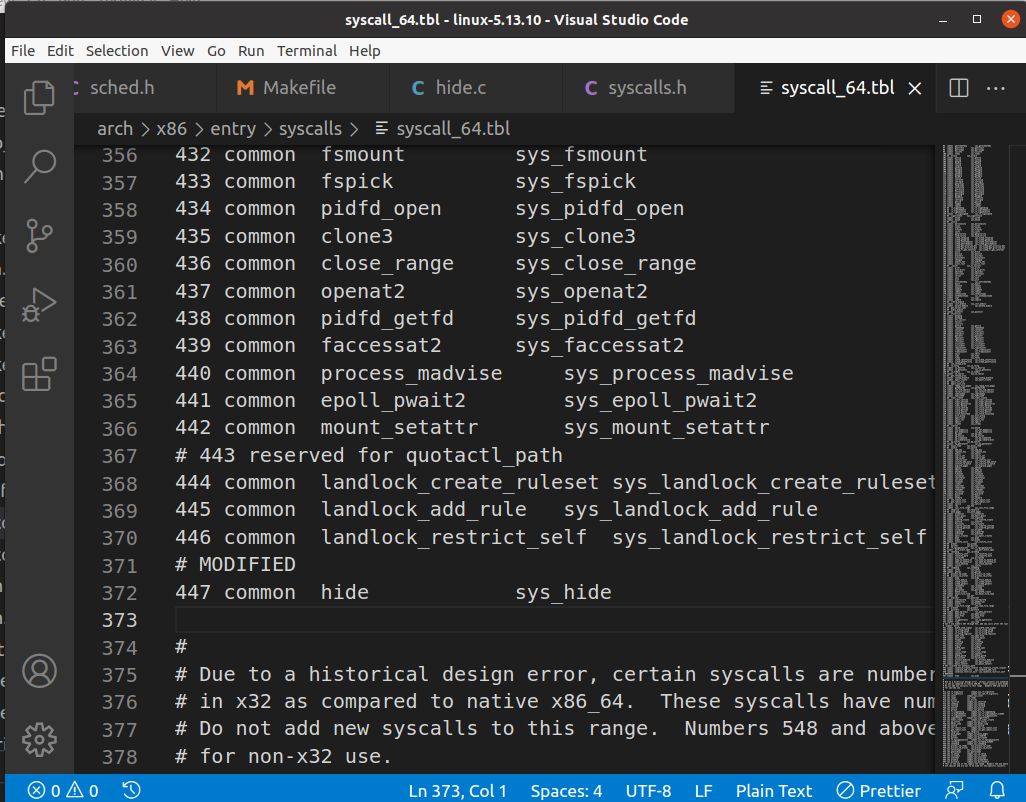 syscall_64.tbl - linux-5.13.10 - Visual Studio Code
File Edit Selection View Go Run Terminal Help
sched.h Makefile hide.c syscalls.h syscall_64.tbl
arch > x86 > entry > syscalls > syscall_64.tbl
356 432 common fsmount sys_fsmount
357 433 common fspick sys_fspick
358 434 common pidfd_open sys_pidfd_open
359 435 common clone3 sys_clone3
360 436 common close_range sys_close_range
361 437 common openat2 sys_openat2
362 438 common pidfd_getfd sys_pidfd_getfd
363 439 common faccessat2 sys_faccessat2
364 440 common process_madvise sys_process_madvise
365 441 common epoll_pwait2 sys_epoll_pwait2
366 442 common mount_setattr sys_mount_setattr
367 # 443 reserved for quotactl_path
368 444 common landlock_create_ruleset sys_landlock_create_ruleset
369 445 common landlock_add_rule sys_landlock_add_rule
370 446 common landlock_restrict_self sys_landlock_restrict_self
371 # MODIFIED
372 447 common hide sys_hide
373
374 #
375 # Due to a historical design error, certain syscalls are number
376 # in x32 as compared to native x86_64. These syscalls have num
377 # Do not add new syscalls to this range. Numbers 548 and above
378 # for non-x32 use.
0 0 Ln 373, Col 1 Spaces: 4 UTF-8 LF Plain Text Prettier